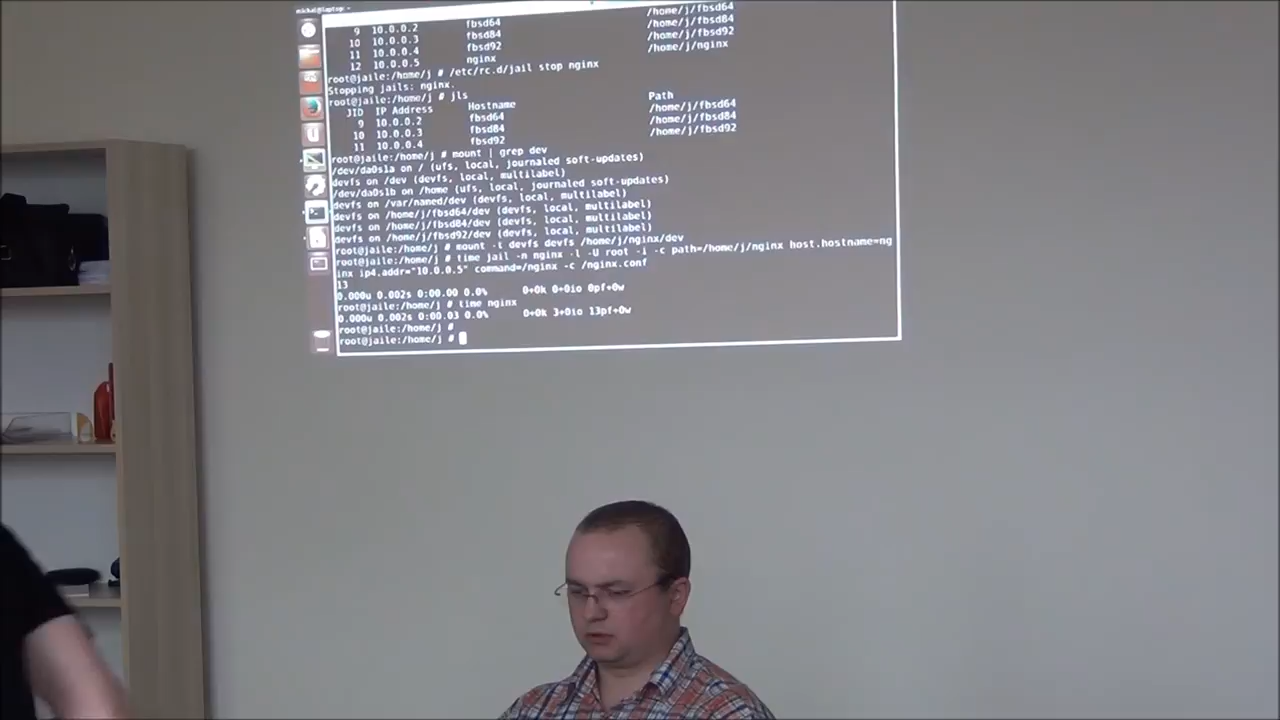 michal@laptop: ~
/home/j/fbsd64
9 10.0.0.2 fbsd64 /home/j/fbsd84
10 10.0.0.3 fbsd84 /home/j/fbsd92
11 10.0.0.4 fbsd92 /home/j/nginx
12 10.0.0.5 nginx
root@jaile:/home/j # /etc/rc.d/jail stop nginx
Stopping jails: nginx.
root@jaile:/home/j # jls
JID IP Address Hostname Path
9 10.0.0.2 fbsd64 /home/j/fbsd64
10 10.0.0.3 fbsd84 /home/j/fbsd84
11 10.0.0.4 fbsd92 /home/j/fbsd92
root@jaile:/home/j # mount | grep dev
/dev/da0s1a on / (ufs, local, journaled soft-updates)
devfs on /dev (devfs, local, multilabel)
/dev/da0s1b on /home (ufs, local, journaled soft-updates)
devfs on /var/named/dev (devfs, local, multilabel)
devfs on /home/j/fbsd64/dev (devfs, local, multilabel)
devfs on /home/j/fbsd84/dev (devfs, local, multilabel)
devfs on /home/j/fbsd92/dev (devfs, local, multilabel)
root@jaile:/home/j # mount -t devfs devfs /home/j/nginx/dev
root@jaile:/home/j # time jail -n nginx -l -U root -i -c path=/home/j/nginx host.hostname=ng
inx ip4.addr="10.0.0.5" command=/nginx -c /nginx.conf
13
0.000u 0.002s 0:00.00 0.0% 0+0k 0+0io 0pf+0w
root@jaile:/home/j # time nginx
0.000u 0.002s 0:00.03 0.0% 0+0k 3+0io 13pf+0w
root@jaile:/home/j #
root@jaile:/home/j #